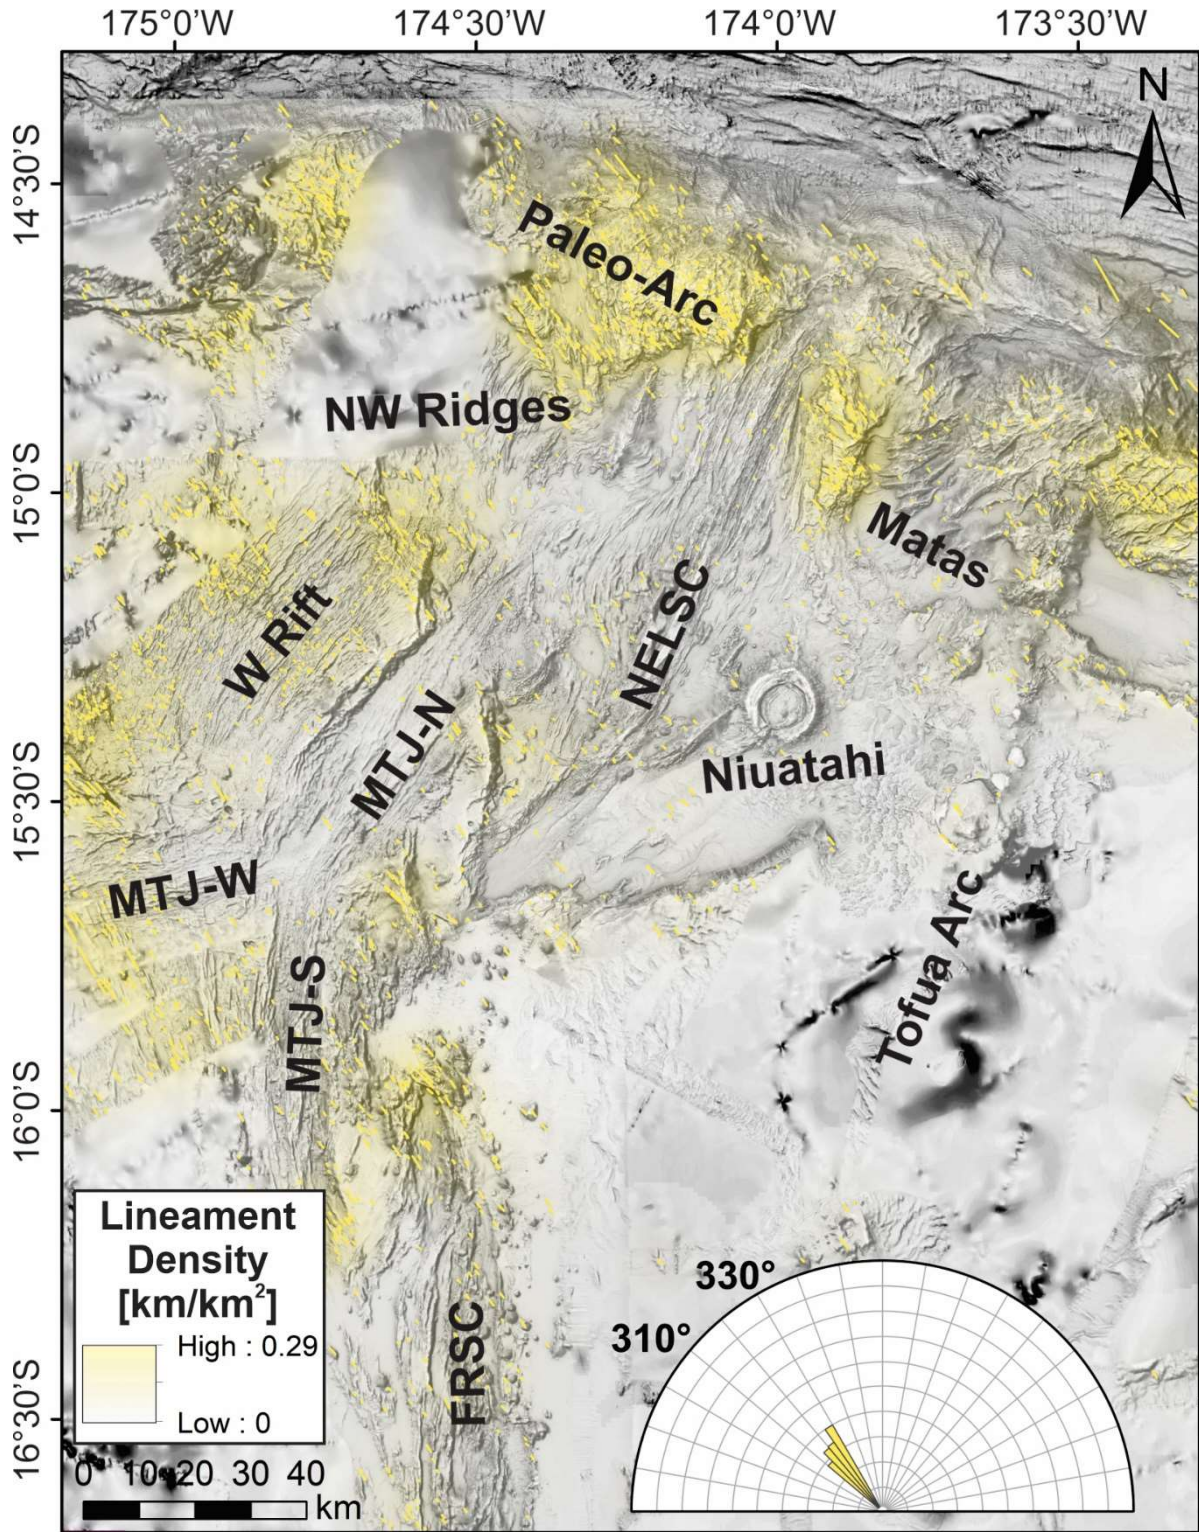 175°0'W
174°30'W
174°0'W
173°30'W
N
14°30'S
Paleo-Arc
NW Ridges
15°0'S
Matas
W Rift
NELSC
MTJ-N
Niuatahi
15°30'S
MTJ-W
Tofua Arc
MTJ-S
16°0'S
Lineament
Density
[km/km²]
High : 0.29
Low : 0
FRSC
330°
310°
16°30'S
0 10 20 30 40
km